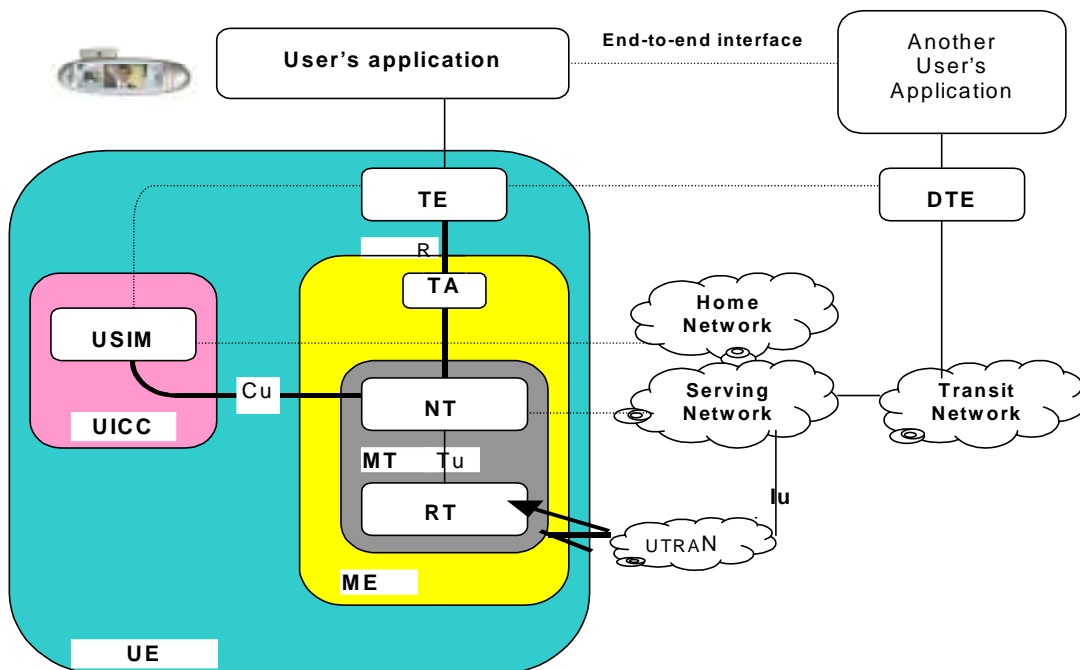 User's application
End-to-end interface
Another
User's
Application
TE
DTE
R
TA
Home
Network
USIM
Cu
NT
Serving
Network
Transit
Network
UICC
MT
Tu
RT
Iu
UTRAN
ME
UE